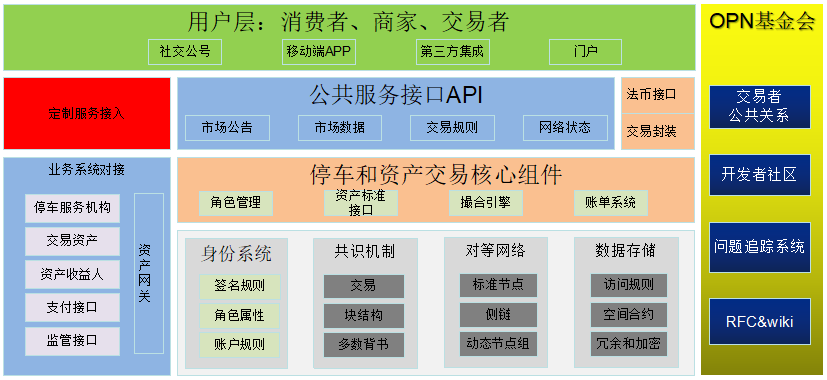 用户层：消费者、商家、交易者
社交公号
移动端APP
第三方集成
门户
定制服务接入
公共服务接口API
市场公告
市场数据
交易规则
网络状态
法币接口
交易封装
业务系统对接
停车服务机构
交易资产
资产收益人
支付接口
监管接口
资产网关
停车和资产交易核心组件
角色管理
资产标准
接口
撮合引擎
账单系统
身份系统
签名规则
角色属性
账户规则
共识机制
交易
块结构
多数背书
对等网络
标准节点
侧链
动态节点组
数据存储
访问规则
空间合约
冗余和加密
OPN基金会
交易者
公共关系
开发者社区
问题追踪系统
RFC&wiki